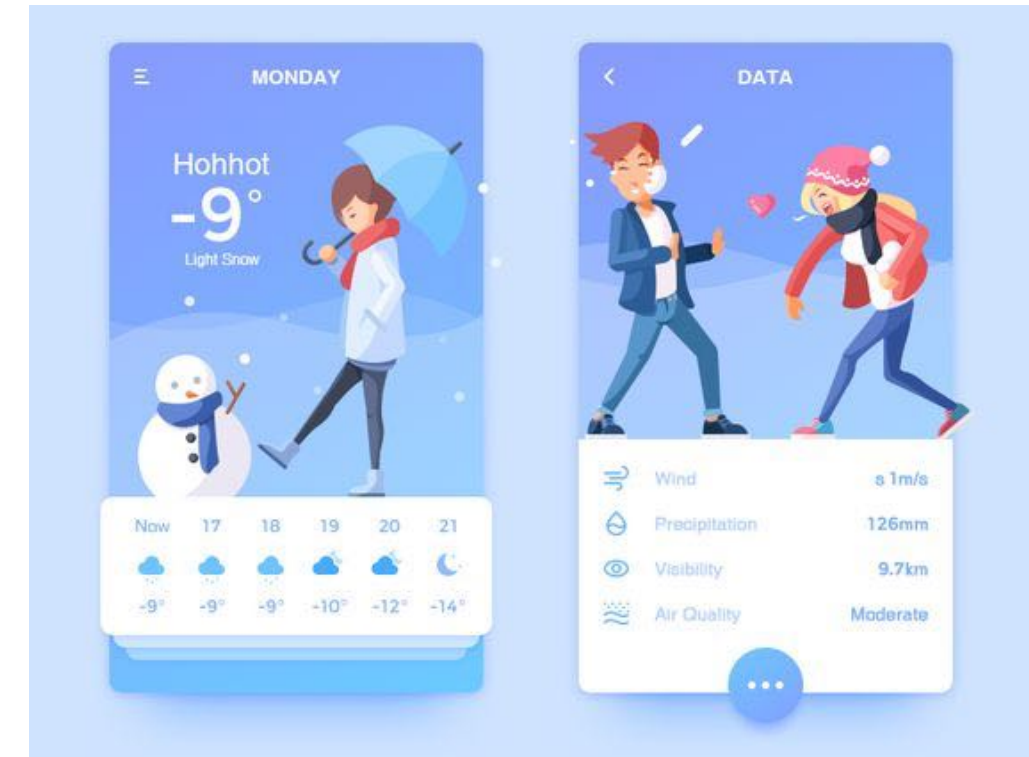 MONDAY
Hohhot
-9°
Light Snow
Now 17 18 19 20 21
-9° -9° -9° -10° -12° -14°
DATA
Wind s 1m/s
Precipitation 126mm
Visibility 9.7km
Air Quality Moderate